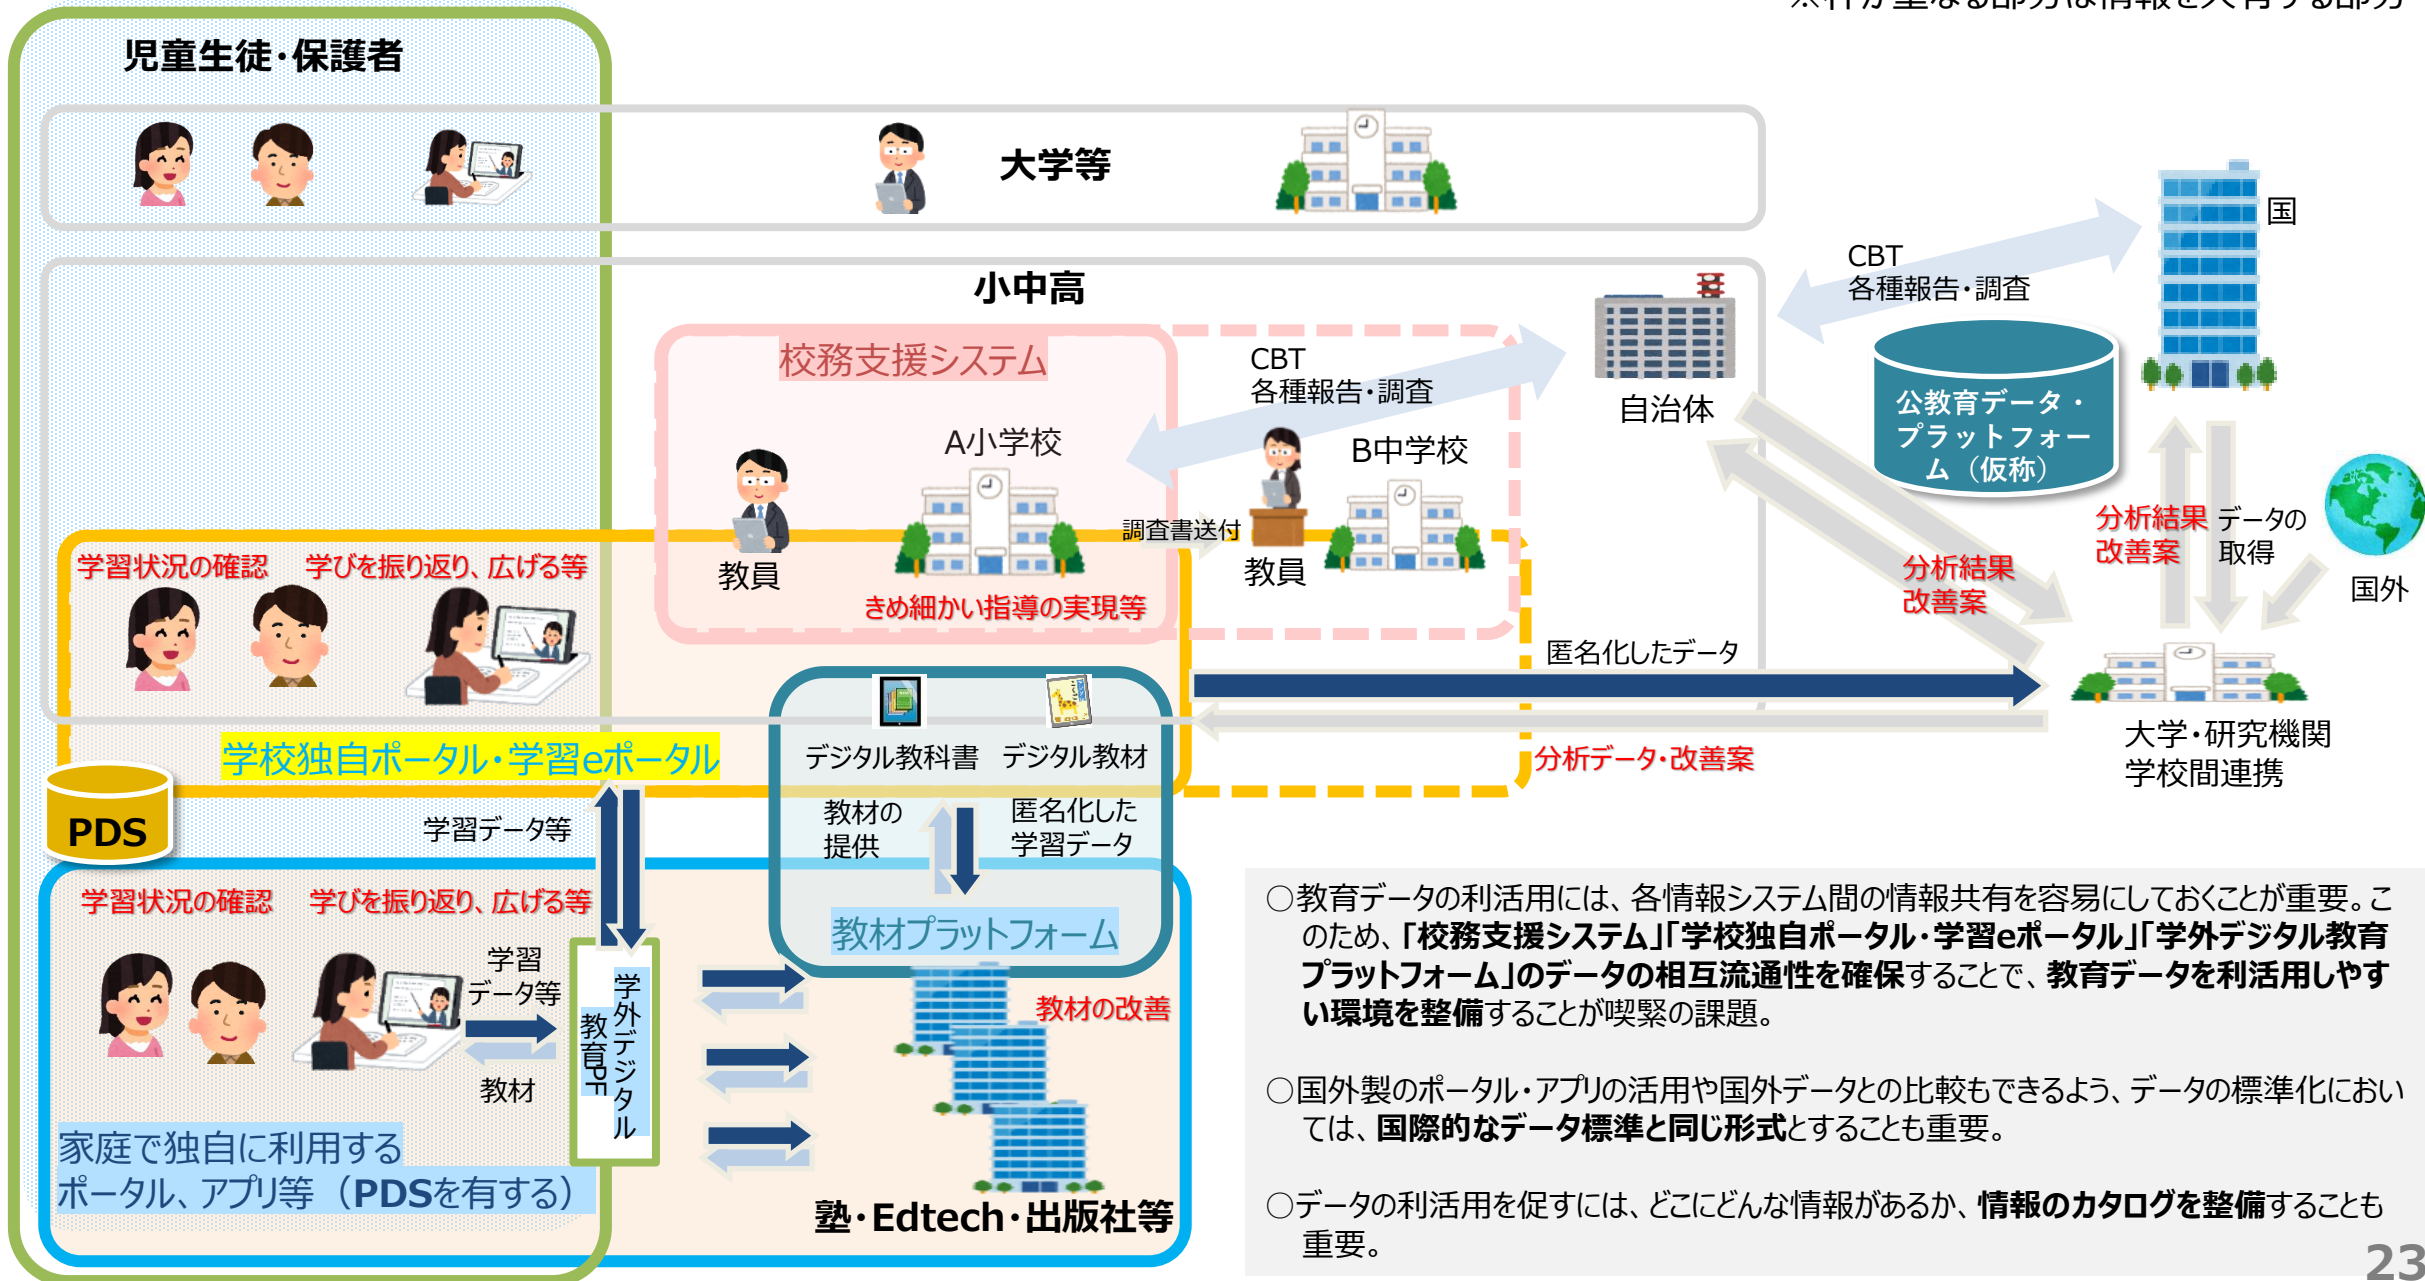 ※枠が重なる部分は情報を共有する部分
児童生徒・保護者
大学等
国
CBT
各種報告・調査
小中高
校務支援システム
CBT
各種報告・調査
自治体
公教育データ・
プラットフォー
ム（仮称）
A小学校
B中学校
調査書送付
教員
教員
きめ細かい指導の実現等
分析結果
改善案
データの
取得
分析結果
改善案
国外
学習状況の確認
学びを振り返り、広げる等
匿名化したデータ
分析データ・改善案
大学・研究機関
学校間連携
学校独自ポータル・学習eポータル
デジタル教科書
デジタル教材
PDS
学習データ等
教材の
提供
匿名化した
学習データ
教材プラットフォーム
学習状況の確認
学びを振り返り、広げる等
学習
データ等
教材
学外デジタル
教育PF
教材の改善
家庭で独自に利用する
ポータル、アプリ等（PDSを有する）
塾・Edtech・出版社等
○教育データの利活用には、各情報システム間の情報共有を容易にしておくことが重要。こ
のため、「校務支援システム」「学校独自ポータル・学習eポータル」「学外デジタル教育
プラットフォーム」のデータの相互流通性を確保することで、教育データを利活用しやす
い環境を整備することが喫緊の課題。
○国外製のポータル・アプリの活用や国外データとの比較もできるよう、データの標準化におい
ては、国際的なデータ標準と同じ形式とすることも重要。
○データの利活用を促すには、どこにどんな情報があるか、情報のカタログを整備することも
重要。
23